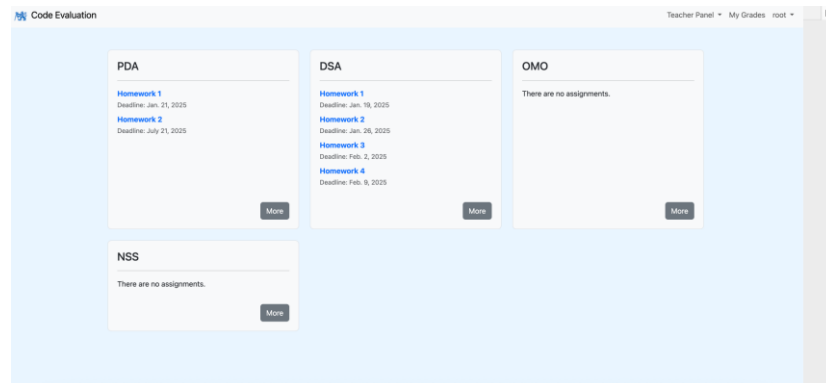 Code Evaluation
Teacher Panel My Grades root
PDA
Homework 1
Deadline: Jan. 21, 2025
Homework 2
Deadline: July 21, 2025
More
DSA
Homework 1
Deadline: Jan. 19, 2025
Homework 2
Deadline: Jan. 26, 2025
Homework 3
Deadline: Feb. 2, 2025
Homework 4
Deadline: Feb. 9, 2025
More
OMO
There are no assignments.
More
NSS
There are no assignments.
More